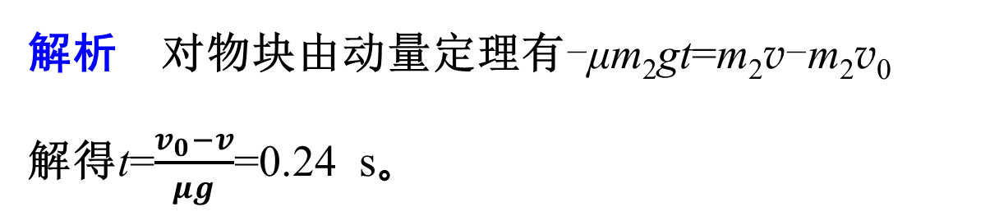 解析　对物块由动量定理有-μm₂gt=m₂v-m₂v₀
解得t=(v₀-v)/(μg)=0.24 s。